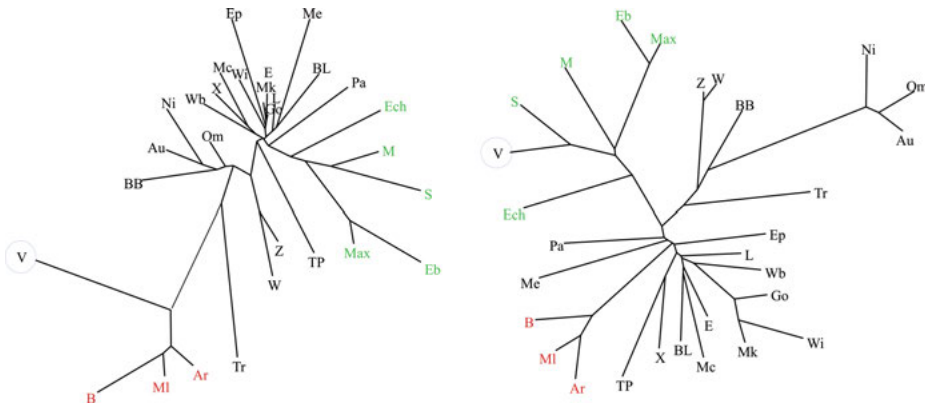 Ep
Me
Mc
Wi
E
Mk
BL
X
Go
Pa
Wb
Ni
Ech
Om
Au
M
BB
S
V
Z
TP
Max
Eb
W
Tr
B
Ml
Ar
Eb
Max
M
Ni
Z
W
Om
S
BB
Au
V
Tr
Ech
Pa
Ep
L
Me
Wb
Go
B
E
Wi
Ml
X
BL
Mk
Mc
Ar
TP